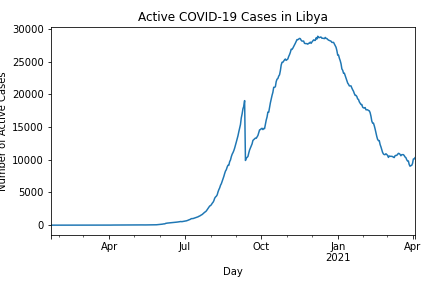 Active COVID-19 Cases in Libya
Number of Active Cases
30000
25000
20000
15000
10000
5000
0
Apr
Jul
Oct
Jan
2021
Apr
Day